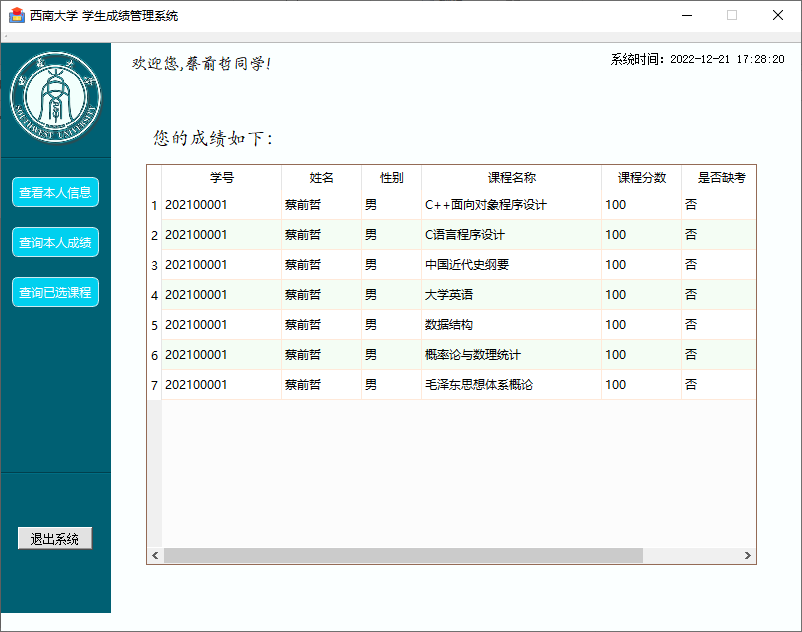 西南大学 学生成绩管理系统
欢迎您,蔡前哲同学!
系统时间: 2022-12-21 17:28:20
SOUTHWEST UNIVERSITY
您的成绩如下:
学号 姓名 性别 课程名称 课程分数 是否缺考
1 202100001 蔡前哲 男 C++面向对象程序设计 100 否
2 202100001 蔡前哲 男 C语言程序设计 100 否
3 202100001 蔡前哲 男 中国近代史纲要 100 否
4 202100001 蔡前哲 男 大学英语 100 否
5 202100001 蔡前哲 男 数据结构 100 否
6 202100001 蔡前哲 男 概率论与数理统计 100 否
7 202100001 蔡前哲 男 毛泽东思想体系概论 100 否
查看本人信息
查询本人成绩
查询已选课程
退出系统